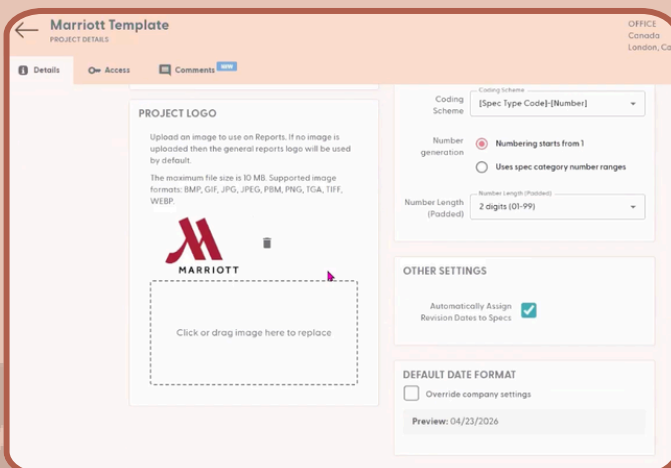 Marriott Template
PROJECT DETAILS
OFFICE
Canada
London, Ca
Details
Access
Comments
NEW
PROJECT LOGO
Upload an image to use on Reports. If no image is
uploaded then the general reports logo will be used
by default.
The maximum file size is 10 MB. Supported image
formats: BMP, GIF, JPG, JPEG, PBM, PNG, TGA, TIFF,
WEBP.
MARRIOTT
Click or drag image here to replace
Coding Scheme
Coding
Scheme
[Spec Type Code]-[Number]
Number
generation
Numbering starts from 1
Uses spec category number ranges
Number Length (Padded)
Number Length
(Padded)
2 digits (01-99)
OTHER SETTINGS
Automatically Assign
Revision Dates to Specs
DEFAULT DATE FORMAT
Override company settings
Preview: 04/23/2026